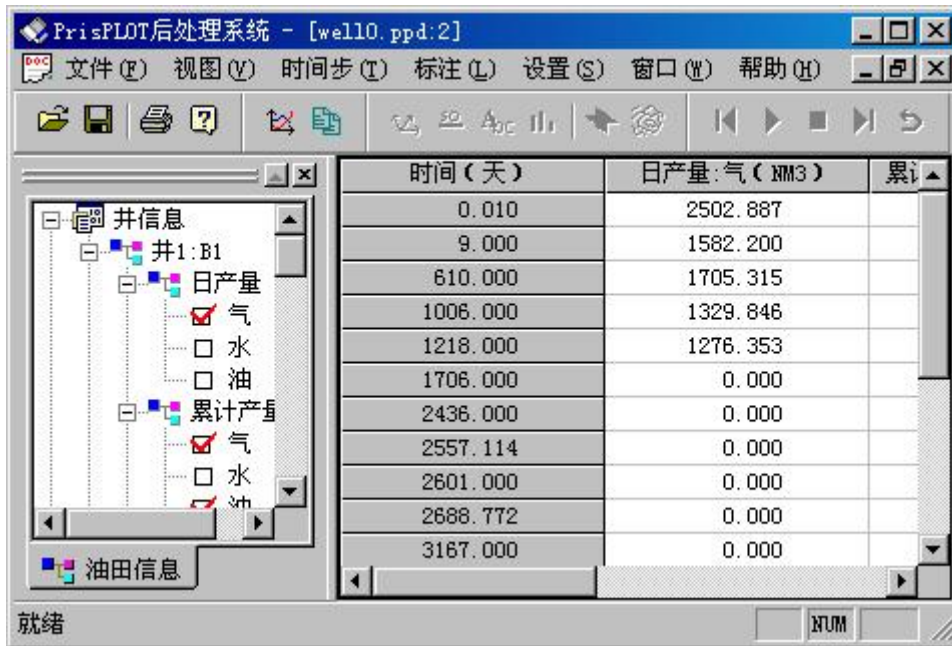 PrisPLOT后处理系统 - [well0.ppd:2]
文件(F) 视图(V) 时间步(T) 标注(L) 设置(S) 窗口(W) 帮助(H)
井信息
井1:B1
日产量
气
水
油
累计产量
气
水
油
油田信息
时间(天) 日产量:气(NM3) 累计
0.010 2502.887
9.000 1582.200
610.000 1705.315
1006.000 1329.846
1218.000 1276.353
1706.000 0.000
2436.000 0.000
2557.114 0.000
2601.000 0.000
2688.772 0.000
3167.000 0.000
就绪 NUM